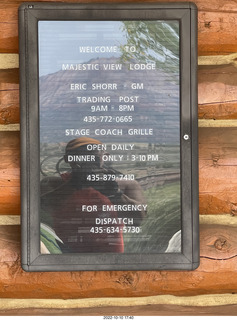 WELCOME TO
MAJESTIC VIEW LODGE
ERIC SHORR : GM
TRADING POST
9AM - 8PM
435-772-0665
STAGE COACH GRILLE
OPEN DAILY
DINNER ONLY : 3-10 PM
435-879-7410
FOR EMERGENCY
DISPATCH
435-634-5730
2022-10-10 17:40